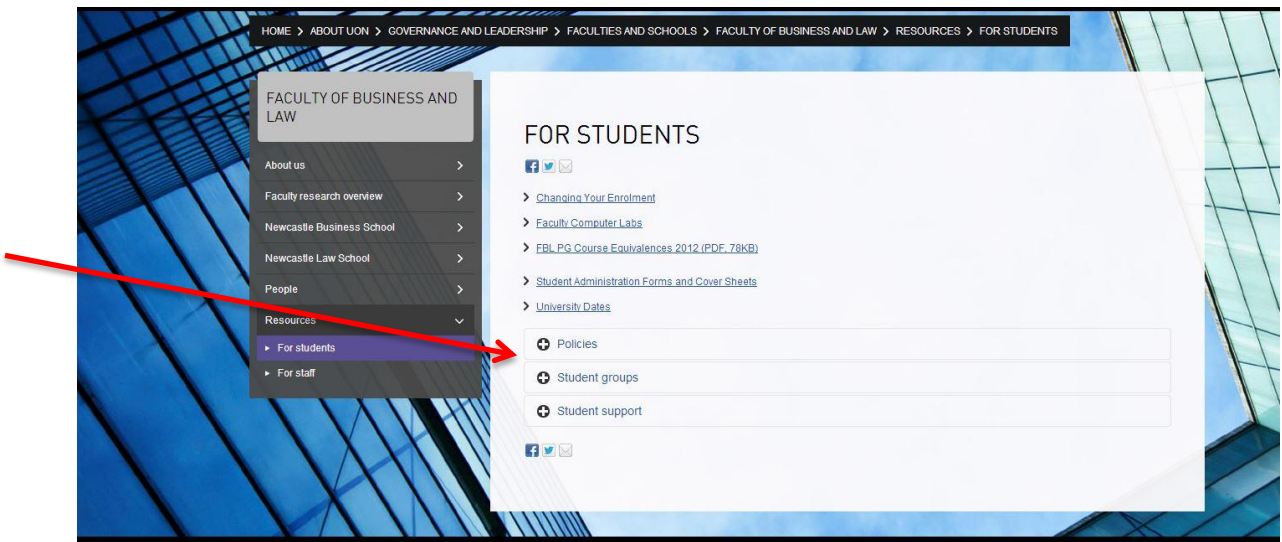 HOME > ABOUT UON > GOVERNANCE AND LEADERSHIP > FACULTIES AND SCHOOLS > FACULTY OF BUSINESS AND LAW > RESOURCES > FOR STUDENTS
FACULTY OF BUSINESS AND
LAW
About us
Faculty research overview
Newcastle Business School
Newcastle Law School
People
Resources
For students
For staff
FOR STUDENTS
Changing Your Enrolment
Faculty Computer Labs
FBL PG Course Equivalences 2012 (PDF, 78KB)
Student Administration Forms and Cover Sheets
University Dates
Policies
Student groups
Student support